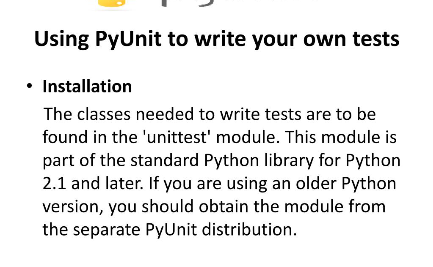 Using PyUnit to write your own tests
• Installation
The classes needed to write tests are to be
found in the 'unittest' module. This module is
part of the standard Python library for Python
2.1 and later. If you are using an older Python
version, you should obtain the module from
the separate PyUnit distribution.